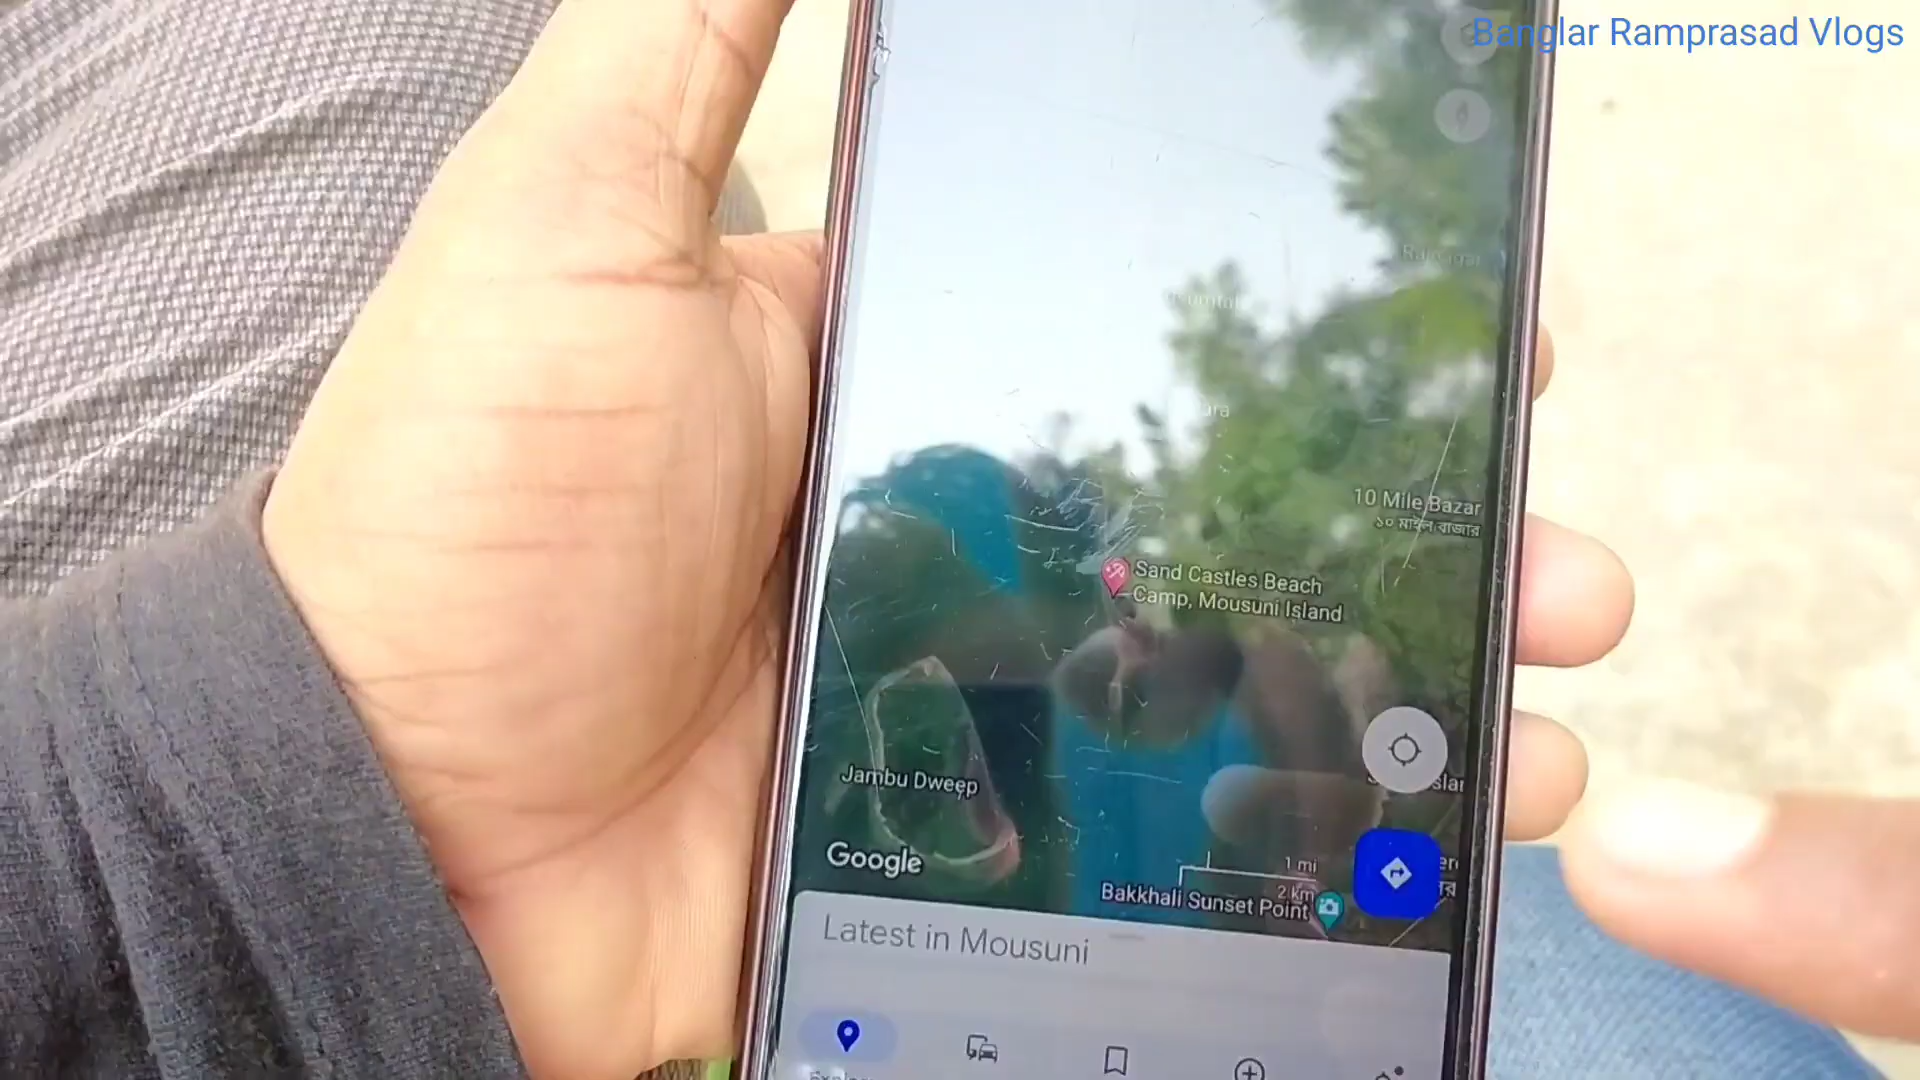 Banglar Ramprasad Vlogs
10 Mile Bazar
১০ মাইল বাজার
Sand Castles Beach
Camp, Mousuni Island
Jambu Dweep
Google
1 mi
2 km
Bakkhali Sunset Point
Latest in Mousuni